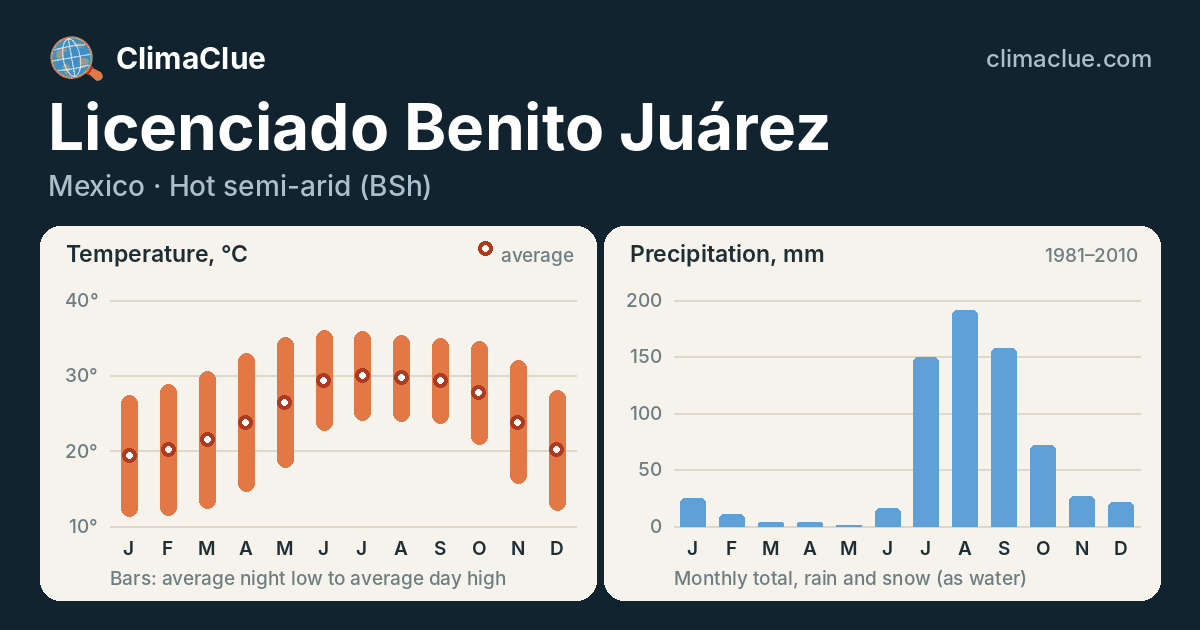 ClimaClue
climaclue.com
Licenciado Benito Juárez
Mexico · Hot semi-arid (BSh)
Temperature, °C
average
40°
30°
20°
10°
J F M A M J J A S O N D
Bars: average night low to average day high
Precipitation, mm
1981–2010
200
150
100
50
0
J F M A M J J A S O N D
Monthly total, rain and snow (as water)